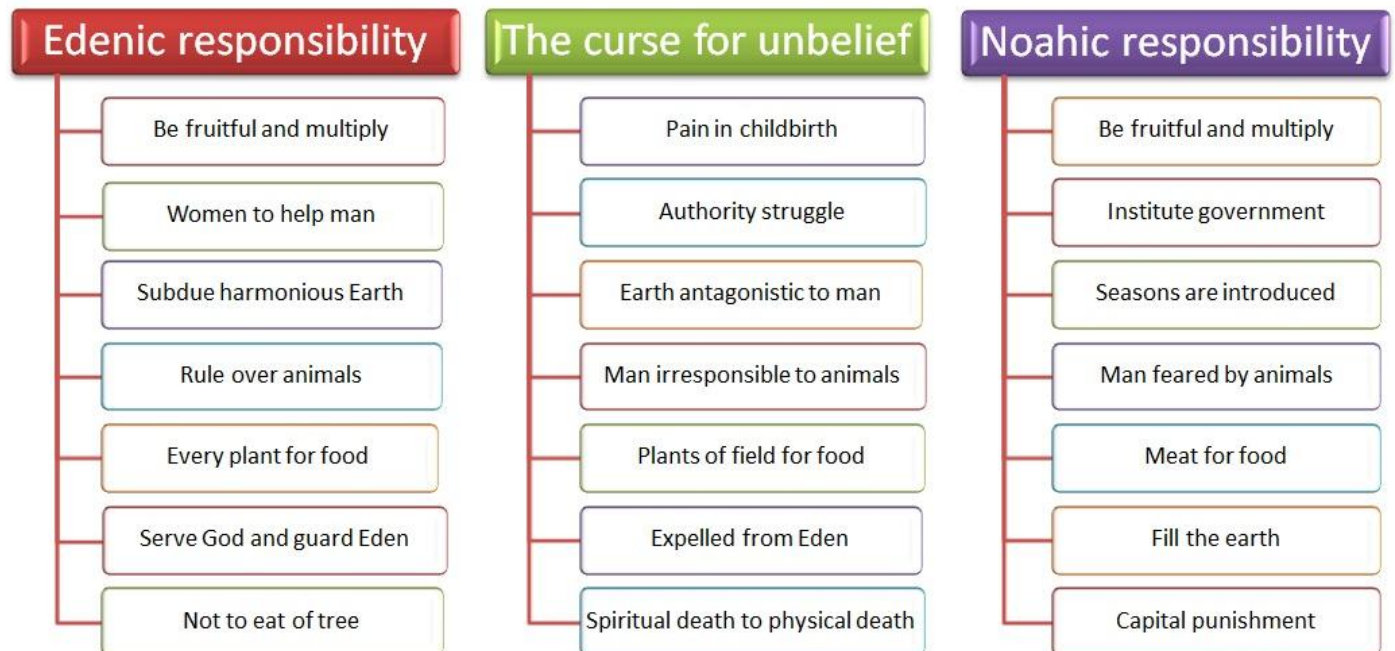 Edenic responsibility
Be fruitful and multiply
Women to help man
Subdue harmonious Earth
Rule over animals
Every plant for food
Serve God and guard Eden
Not to eat of tree
The curse for unbelief
Pain in childbirth
Authority struggle
Earth antagonistic to man
Man irresponsible to animals
Plants of field for food
Expelled from Eden
Spiritual death to physical death
Noahic responsibility
Be fruitful and multiply
Institute government
Seasons are introduced
Man feared by animals
Meat for food
Fill the earth
Capital punishment